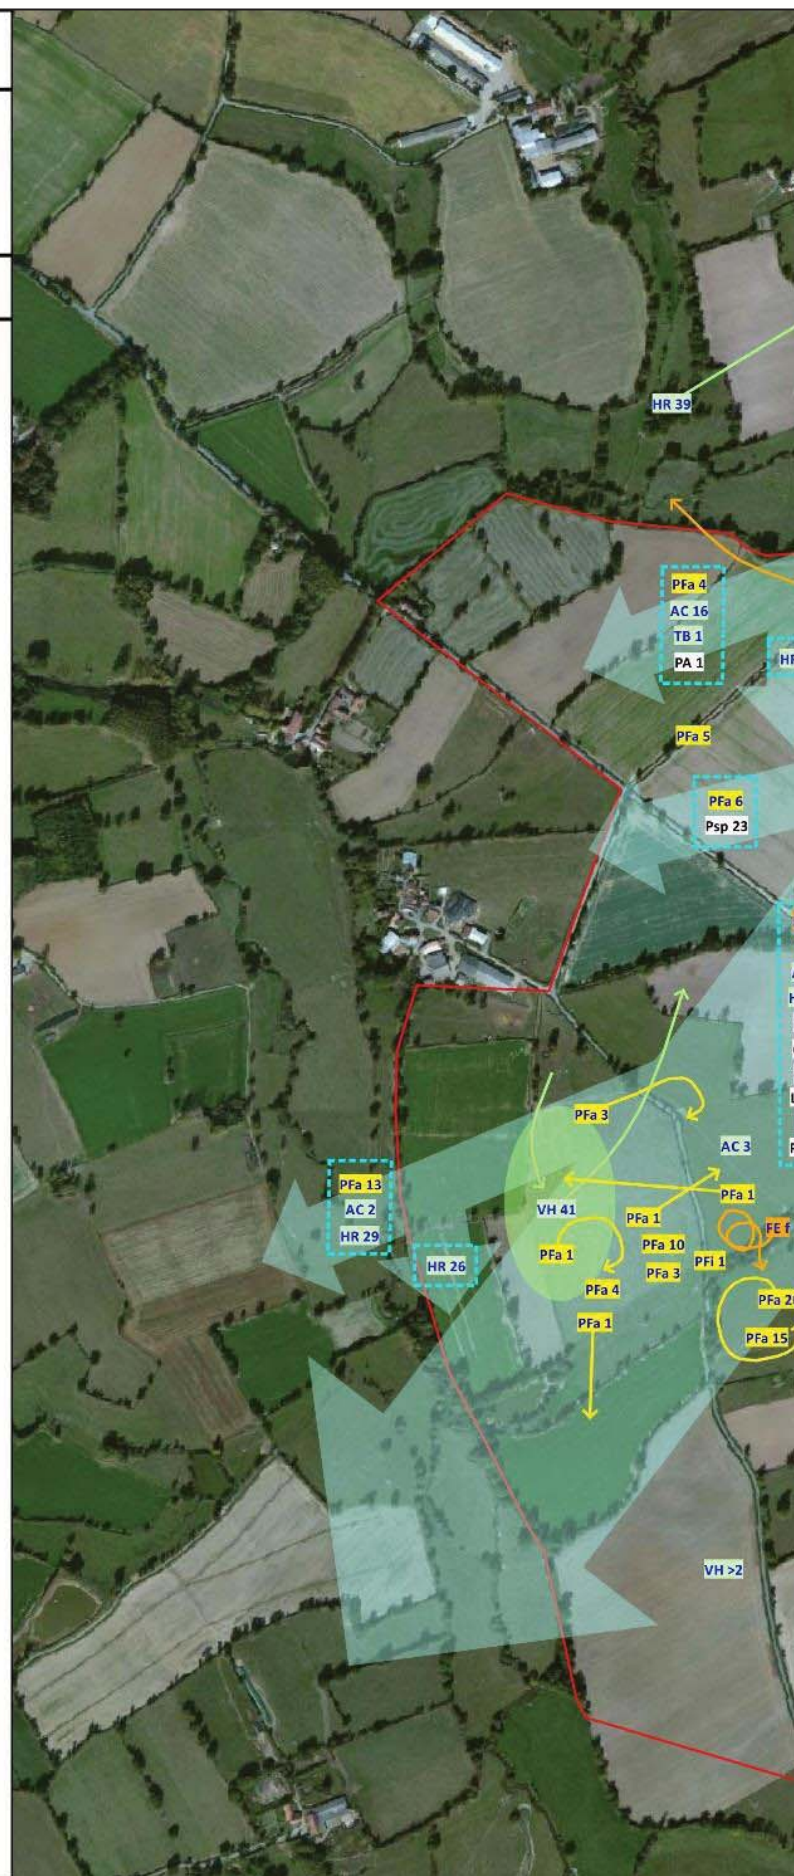 HR 39
PFa 4
AC 16
TB 1
PA 1
PFa 5
PFa 6
Psp 23
PFa 3
AC 3
PFa 13
AC 2
HR 29
PFa 1
VH 41
PFa 1
PFa 10
PFa 1
PFi 1
FE f
HR 26
PFa 3
PFa 4
PFa 1
PFa 15
VH >2